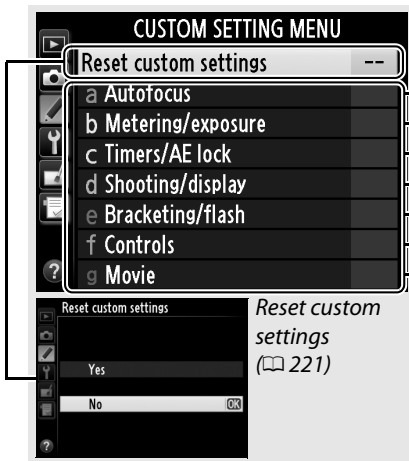 CUSTOM SETTING MENU
Reset custom settings --
a Autofocus
b Metering/exposure
c Timers/AE lock
d Shooting/display
e Bracketing/flash
f Controls
g Movie
?
Reset custom settings
Yes
No OK
?
Reset custom
settings
(📖 221)